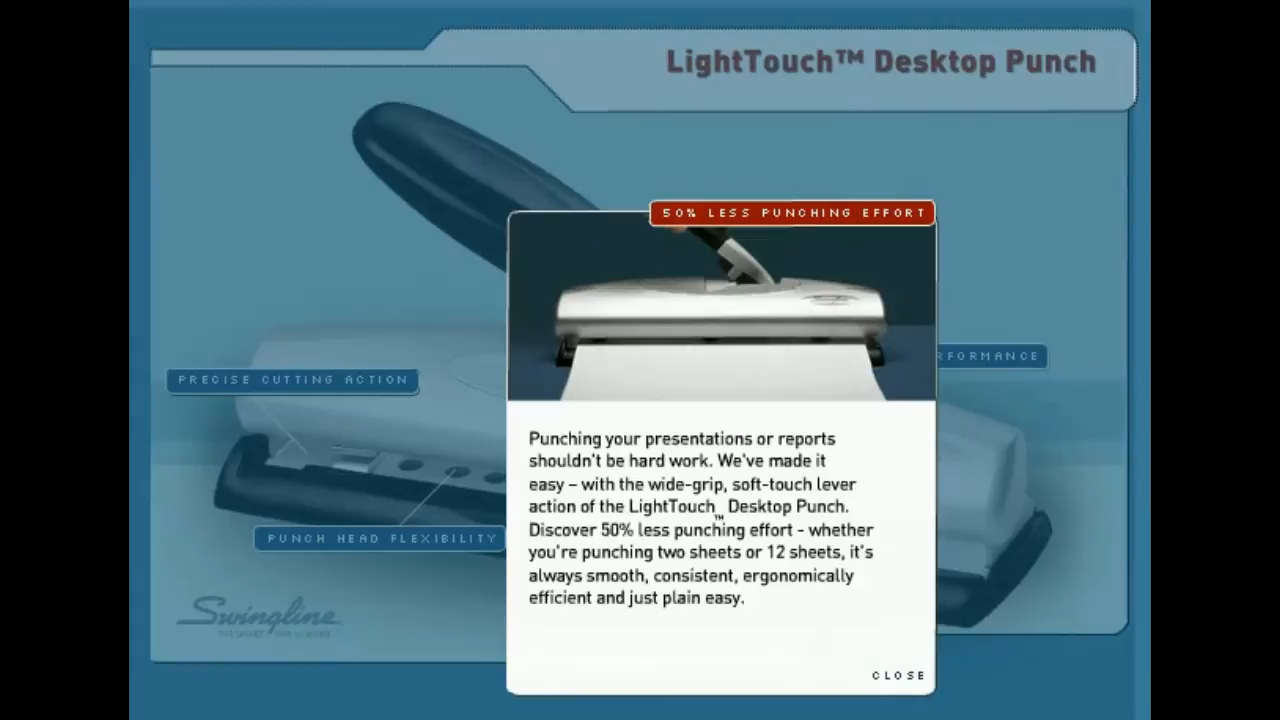 LightTouch™ Desktop Punch
50% LESS PUNCHING EFFORT
RFORMANCE
PRECISE CUTTING ACTION
Punching your presentations or reports
shouldn't be hard work. We've made it
easy – with the wide-grip, soft-touch lever
action of the LightTouch™ Desktop Punch.
Discover 50% less punching effort - whether
you're punching two sheets or 12 sheets, it's
always smooth, consistent, ergonomically
efficient and just plain easy.
PUNCH HEAD FLEXIBILITY
Swingline
CLOSE